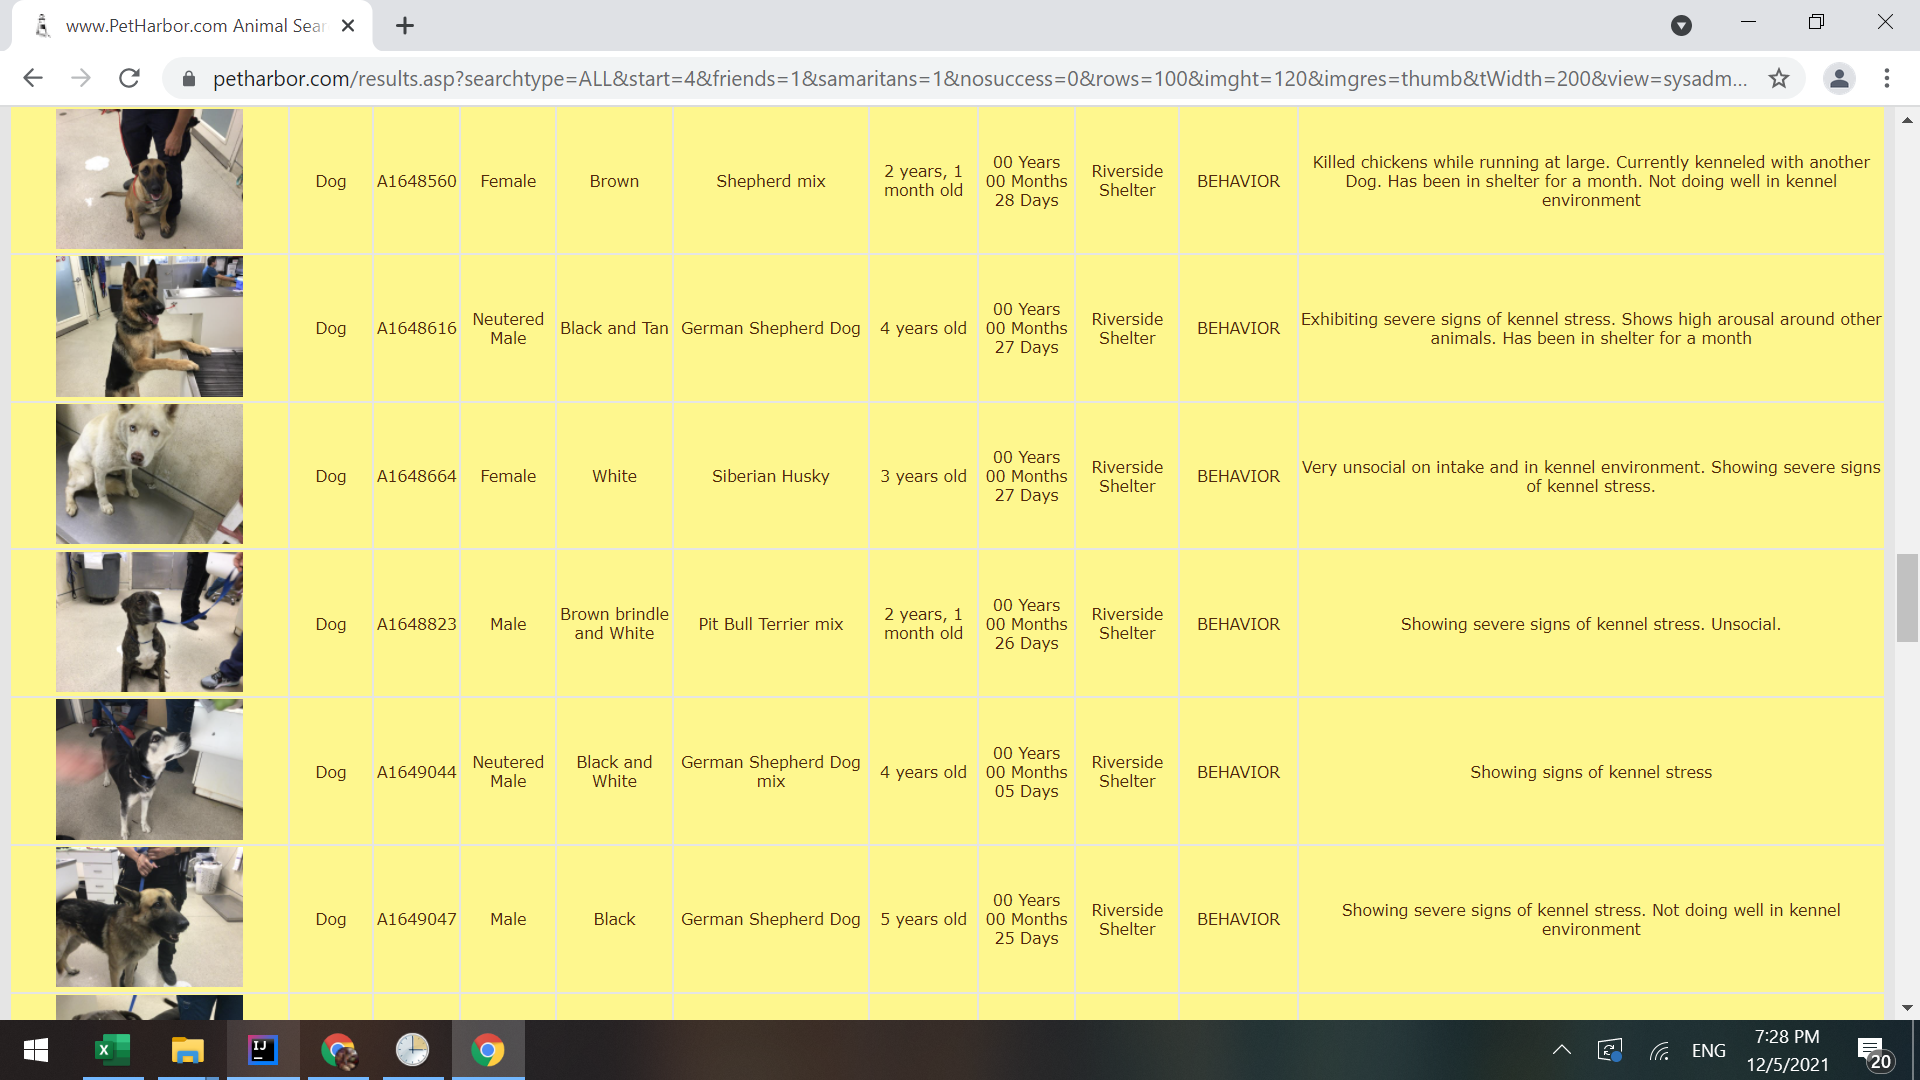 www.PetHarbor.com Animal Sear
petharbor.com/results.asp?searchtype=ALL&start=4&friends=1&samaritans=1&nosuccess=0&rows=100&imght=120&imgres=thumb&tWidth=200&view=sysadm...
Dog
A1648560
Female
Brown
Shepherd mix
2 years, 1
month old
00 Years
00 Months
28 Days
Riverside
Shelter
BEHAVIOR
Killed chickens while running at large. Currently kenneled with another
Dog. Has been in shelter for a month. Not doing well in kennel
environment
Dog
A1648616
Neutered
Male
Black and Tan
German Shepherd Dog
4 years old
00 Years
00 Months
27 Days
Riverside
Shelter
BEHAVIOR
Exhibiting severe signs of kennel stress. Shows high arousal around other
animals. Has been in shelter for a month
Dog
A1648664
Female
White
Siberian Husky
3 years old
00 Years
00 Months
27 Days
Riverside
Shelter
BEHAVIOR
Very unsocial on intake and in kennel environment. Showing severe signs
of kennel stress.
Dog
A1648823
Male
Brown brindle
and White
Pit Bull Terrier mix
2 years, 1
month old
00 Years
00 Months
26 Days
Riverside
Shelter
BEHAVIOR
Showing severe signs of kennel stress. Unsocial.
Dog
A1649044
Neutered
Male
Black and
White
German Shepherd Dog
mix
4 years old
00 Years
00 Months
05 Days
Riverside
Shelter
BEHAVIOR
Showing signs of kennel stress
Dog
A1649047
Male
Black
German Shepherd Dog
5 years old
00 Years
00 Months
25 Days
Riverside
Shelter
BEHAVIOR
Showing severe signs of kennel stress. Not doing well in kennel
environment
X
IJ
ENG
7:28 PM
12/5/2021
20